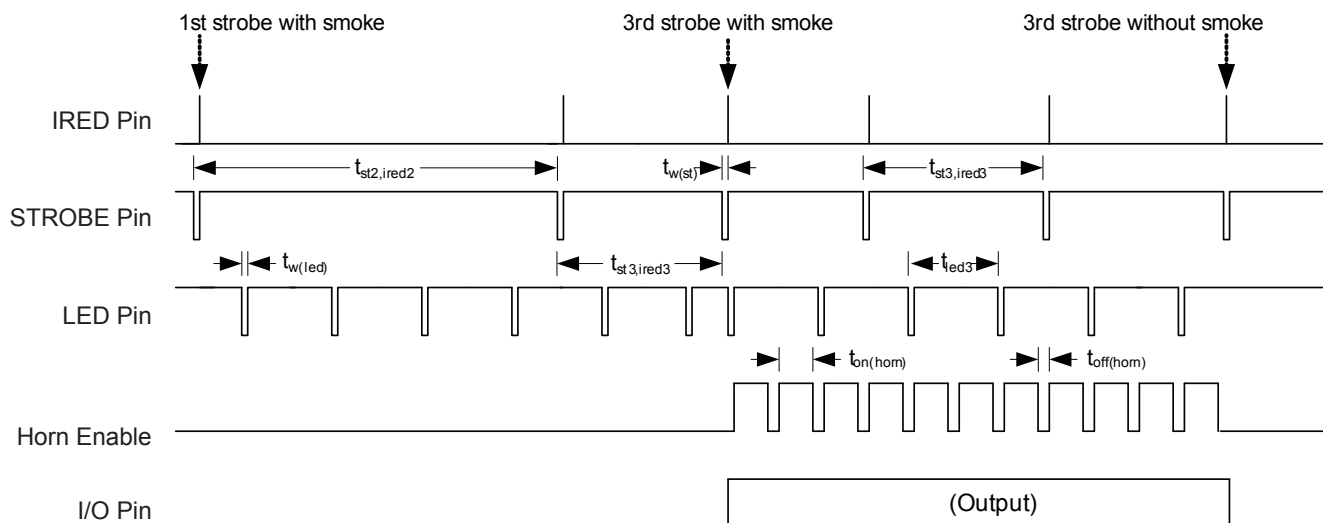 1st strobe with smoke
3rd strobe with smoke
3rd strobe without smoke
IRED Pin
tst2,ired2
tw(st)
tst3,ired3
STROBE Pin
tw(led)
tst3,ired3
tled3
LED Pin
ton(horn)
toff(horn)
Horn Enable
(Output)
I/O Pin